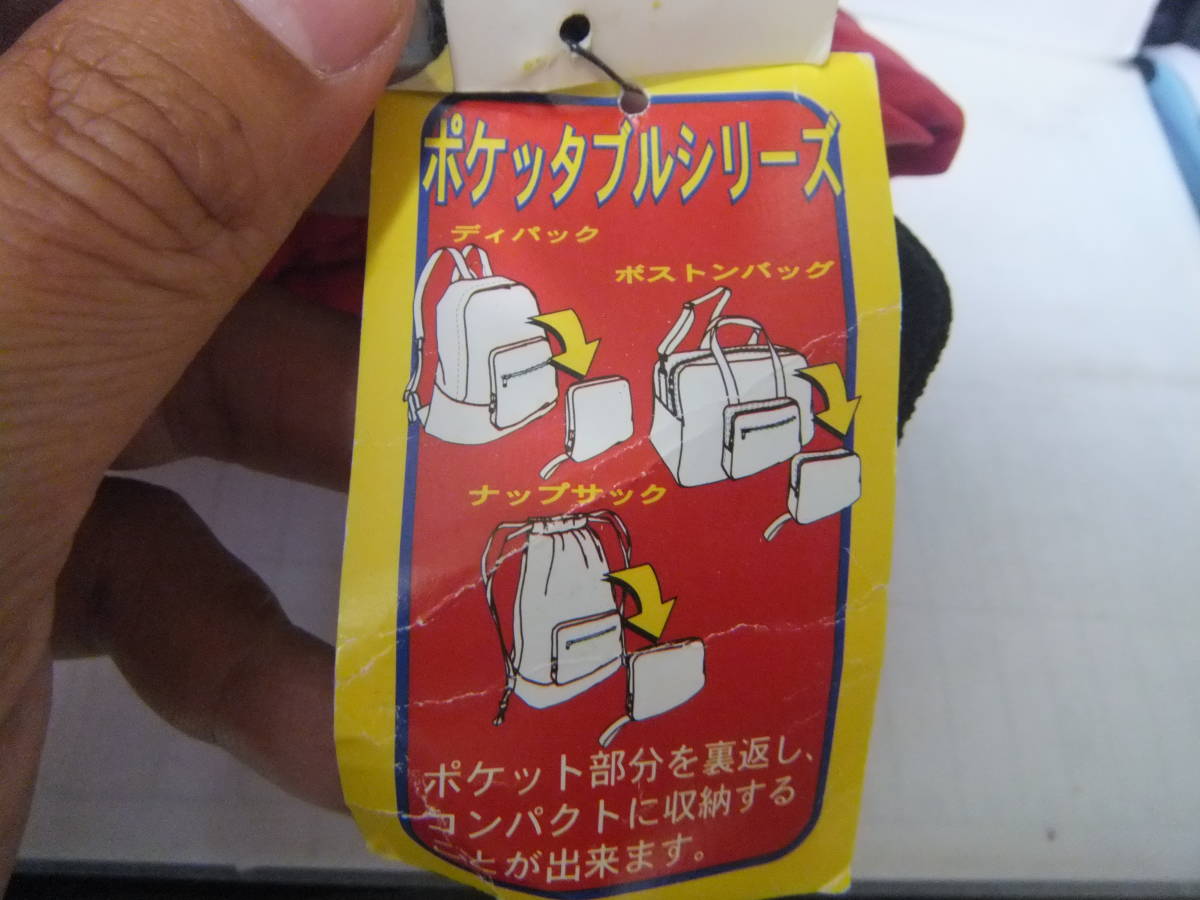 ポケッタブルシリーズ
ディパック
ボストンバッグ
ナップサック
ポケット部分を裏返し、
コンパクトに収納する
ことが出来ます。